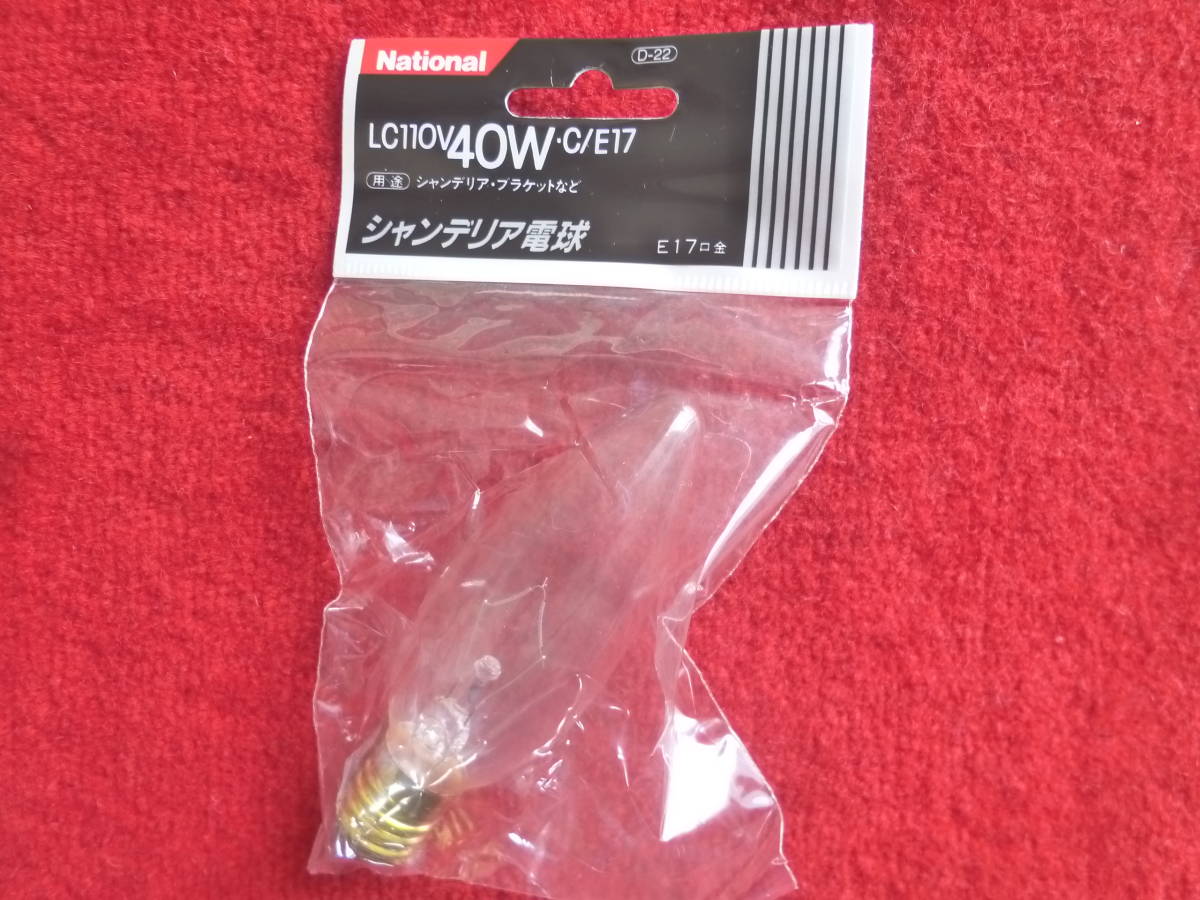 National
D-22
LC110V40W·C/E17
用途 シャンデリア・ブラケットなど
シャンデリア電球
E17口金